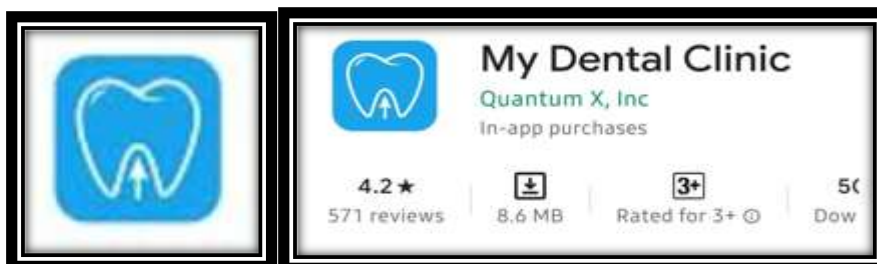 My Dental Clinic
Quantum X, Inc
In-app purchases
4.2★
571 reviews
8.6 MB
3+
Rated for 3+